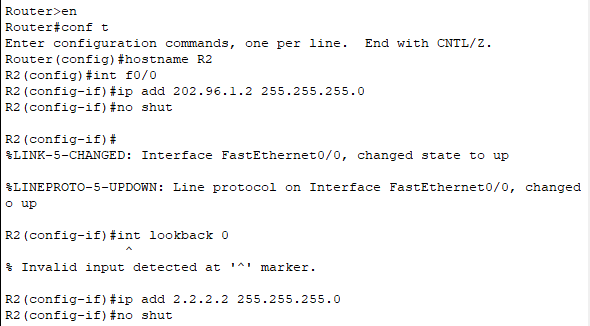 Router>en
Router#conf t
Enter configuration commands, one per line.  End with CNTL/Z.
Router(config)#hostname R2
R2(config)#int f0/0
R2(config-if)#ip add 202.96.1.2 255.255.255.0
R2(config-if)#no shut
R2(config-if)#
%LINK-5-CHANGED: Interface FastEthernet0/0, changed state to up
%LINEPROTO-5-UPDOWN: Line protocol on Interface FastEthernet0/0, changed
o up
R2(config-if)#int lookback 0
^
% Invalid input detected at '^' marker.
R2(config-if)#ip add 2.2.2.2 255.255.255.0
R2(config-if)#no shut